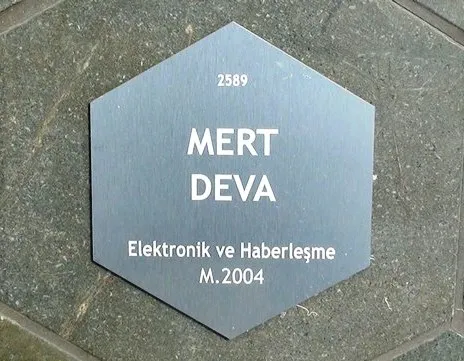 2589
MERT
DEVA
Elektronik ve Haberleşme
M.2004